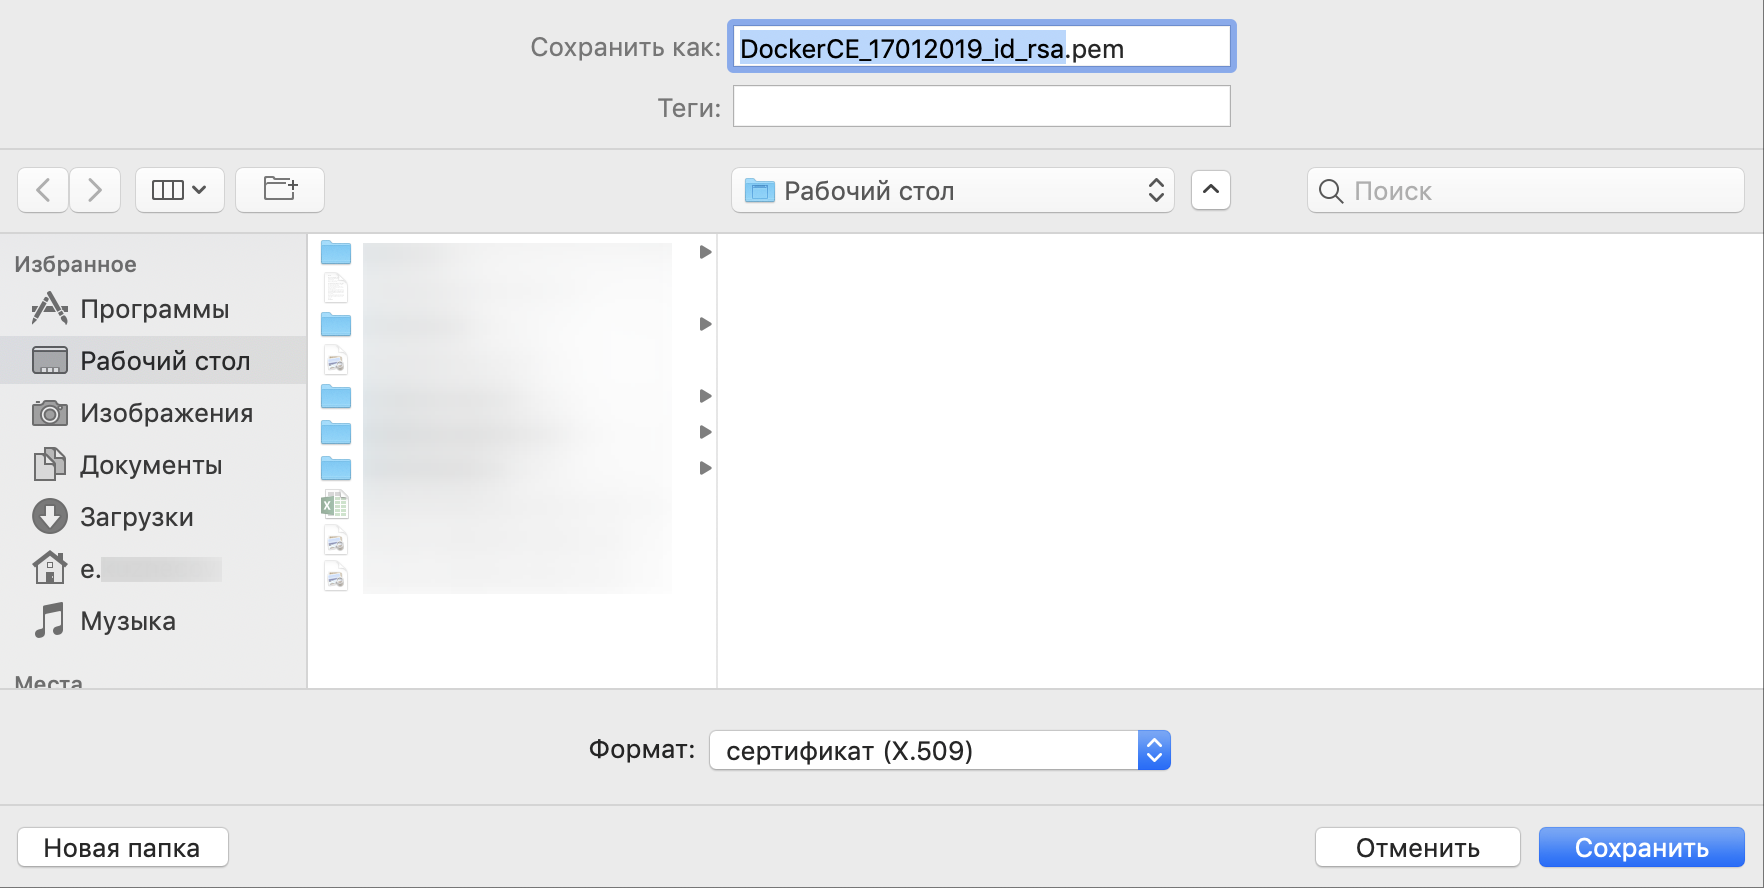 Сохранить как: DockerCE_17012019_id_rsa.pem
Теги:
Рабочий стол
Поиск
Избранное
Программы
Рабочий стол
Изображения
Документы
Загрузки
e.
Музыка
Места
Формат: сертификат (X.509)
Новая папка
Отменить
Сохранить